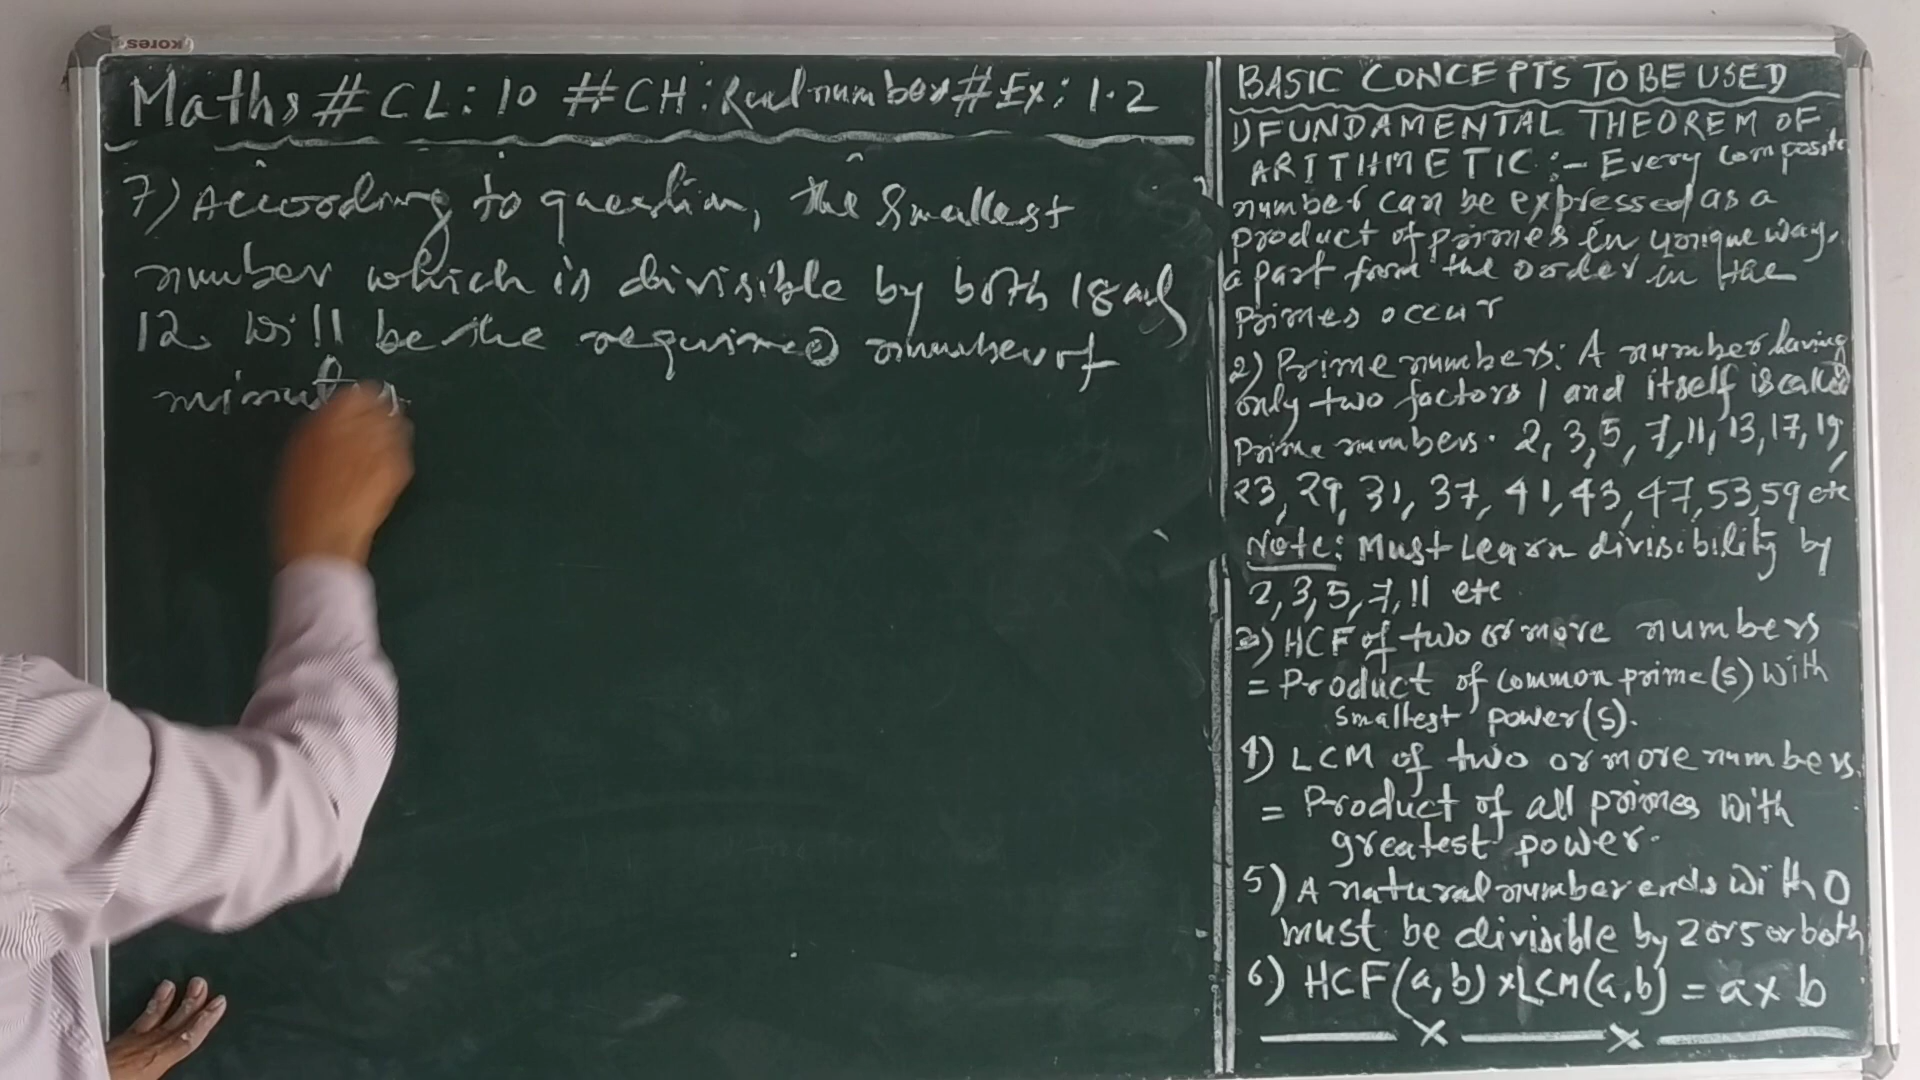 kores
Maths # CL: 10 # CH: Real numbers # Ex: 1.2
7) According to question, the smallest
number which is divisible by both 18 and
12 will be the required number of
minutes
BASIC CONCEPTS TO BE USED
1) FUNDAMENTAL THEOREM OF
ARITHMETIC :- Every composite
number can be expressed as a
product of primes in unique way,
a part from the order in the
primes occur
2) Prime numbers: A number having
only two factors 1 and itself is called
Prime numbers. 2, 3, 5, 7, 11, 13, 17, 19,
23, 29, 31, 37, 41, 43, 47, 53, 59 etc
Note: Must Learn divisibility by
2, 3, 5, 7, 11 etc
3) HCF of two or more numbers
= Product of common prime(s) with
smallest power(s).
4) LCM of two or more numbers.
= Product of all primes with
greatest power.
5) A natural number ends with 0
must be divisible by 2 or 5 or both
6) HCF(a, b) x LCM(a, b) = a x b
x x